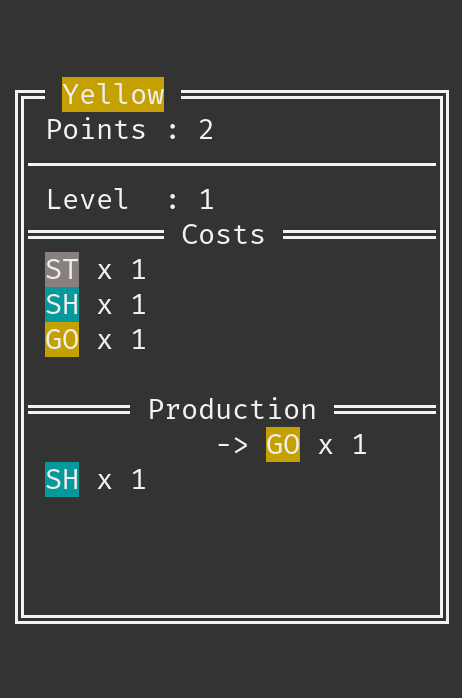 Yellow
Points : 2
Level  : 1
Costs
ST x 1
SH x 1
GO x 1
Production
-> GO x 1
SH x 1